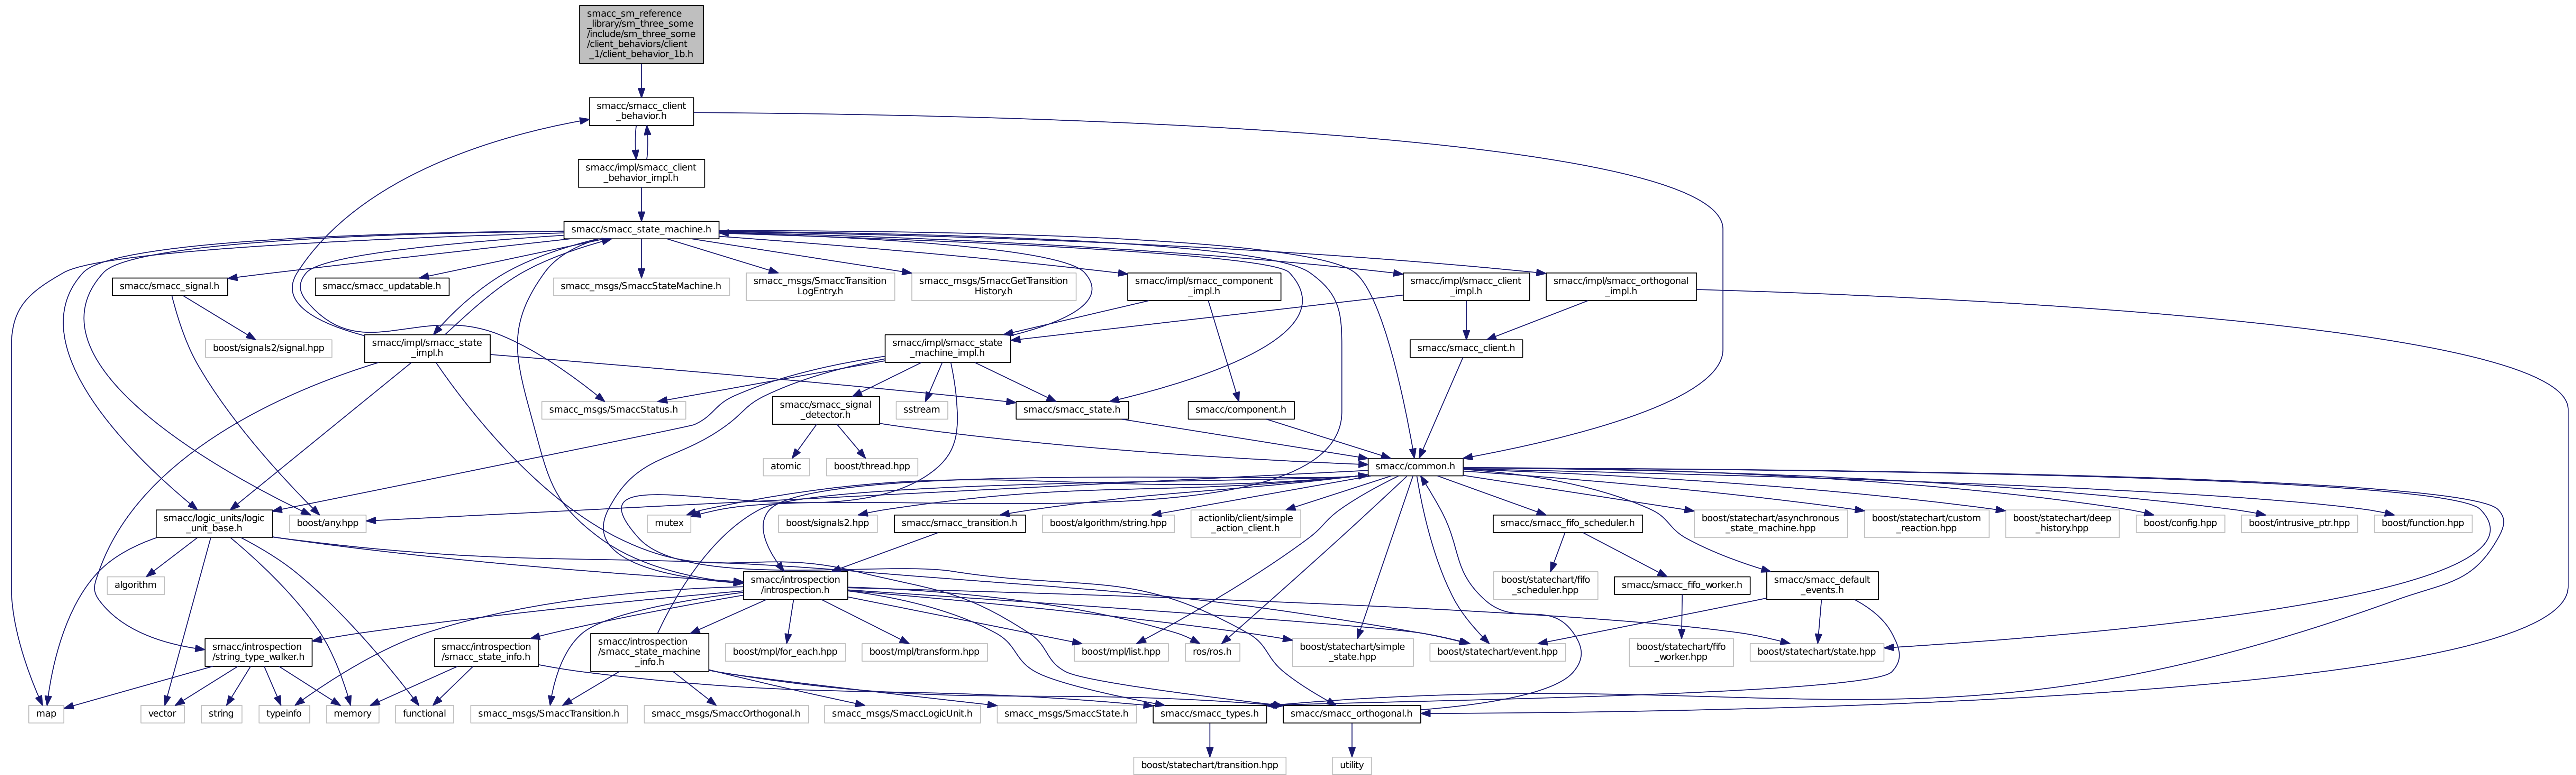 smacc_sm_reference
_library/sm_three_some
/include/sm_three_some
/client_behaviors/client
_1/client_behavior_1b.h
smacc/smacc_client
_behavior.h
smacc/impl/smacc_client
_behavior_impl.h
smacc/smacc_state_machine.h
smacc/smacc_signal.h
smacc/smacc_updatable.h
smacc_msgs/SmaccStateMachine.h
smacc_msgs/SmaccTransition
LogEntry.h
smacc_msgs/SmaccGetTransition
History.h
smacc/impl/smacc_component
_impl.h
smacc/impl/smacc_client
_impl.h
smacc/impl/smacc_orthogonal
_impl.h
boost/signals2/signal.hpp
smacc/impl/smacc_state
_impl.h
smacc/impl/smacc_state
_machine_impl.h
smacc/smacc_client.h
smacc_msgs/SmaccStatus.h
smacc/smacc_signal
_detector.h
sstream
smacc/smacc_state.h
smacc/component.h
atomic
boost/thread.hpp
smacc/common.h
smacc/logic_units/logic
_unit_base.h
boost/any.hpp
mutex
boost/signals2.hpp
smacc/smacc_transition.h
boost/algorithm/string.hpp
actionlib/client/simple
_action_client.h
smacc/smacc_fifo_scheduler.h
boost/statechart/asynchronous
_state_machine.hpp
boost/statechart/custom
_reaction.hpp
boost/statechart/deep
_history.hpp
boost/config.hpp
boost/intrusive_ptr.hpp
boost/function.hpp
algorithm
smacc/introspection
/introspection.h
boost/statechart/fifo
_scheduler.hpp
smacc/smacc_fifo_worker.h
smacc/smacc_default
_events.h
smacc/introspection
/string_type_walker.h
smacc/introspection
/smacc_state_info.h
smacc/introspection
/smacc_state_machine
_info.h
boost/mpl/for_each.hpp
boost/mpl/transform.hpp
boost/mpl/list.hpp
ros/ros.h
boost/statechart/simple
_state.hpp
boost/statechart/event.hpp
boost/statechart/fifo
_worker.hpp
boost/statechart/state.hpp
map
vector
string
typeinfo
memory
functional
smacc_msgs/SmaccTransition.h
smacc_msgs/SmaccOrthogonal.h
smacc_msgs/SmaccLogicUnit.h
smacc_msgs/SmaccState.h
smacc/smacc_types.h
smacc/smacc_orthogonal.h
boost/statechart/transition.hpp
utility